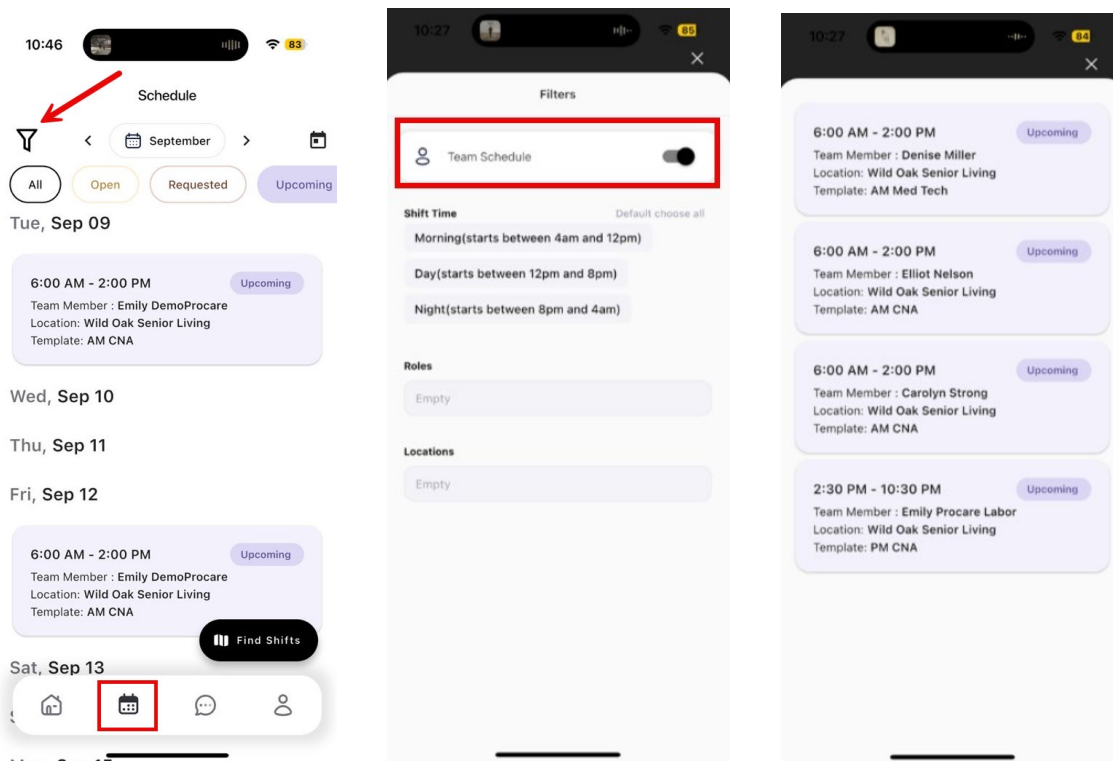 10:46
83
Schedule
September
All
Open
Requested
Upcoming
Tue, Sep 09
6:00 AM - 2:00 PM
Upcoming
Team Member : Emily DemoProcare
Location: Wild Oak Senior Living
Template: AM CNA
Wed, Sep 10
Thu, Sep 11
Fri, Sep 12
6:00 AM - 2:00 PM
Upcoming
Team Member : Emily DemoProcare
Location: Wild Oak Senior Living
Template: AM CNA
Find Shifts
Sat, Sep 13
10:27
85
Filters
Team Schedule
Shift Time
Default choose all
Morning(starts between 4am and 12pm)
Day(starts between 12pm and 8pm)
Night(starts between 8pm and 4am)
Roles
Empty
Locations
Empty
10:27
84
6:00 AM - 2:00 PM
Upcoming
Team Member : Denise Miller
Location: Wild Oak Senior Living
Template: AM Med Tech
6:00 AM - 2:00 PM
Upcoming
Team Member : Elliot Nelson
Location: Wild Oak Senior Living
Template: AM CNA
6:00 AM - 2:00 PM
Upcoming
Team Member : Carolyn Strong
Location: Wild Oak Senior Living
Template: AM CNA
2:30 PM - 10:30 PM
Upcoming
Team Member : Emily Procare Labor
Location: Wild Oak Senior Living
Template: PM CNA